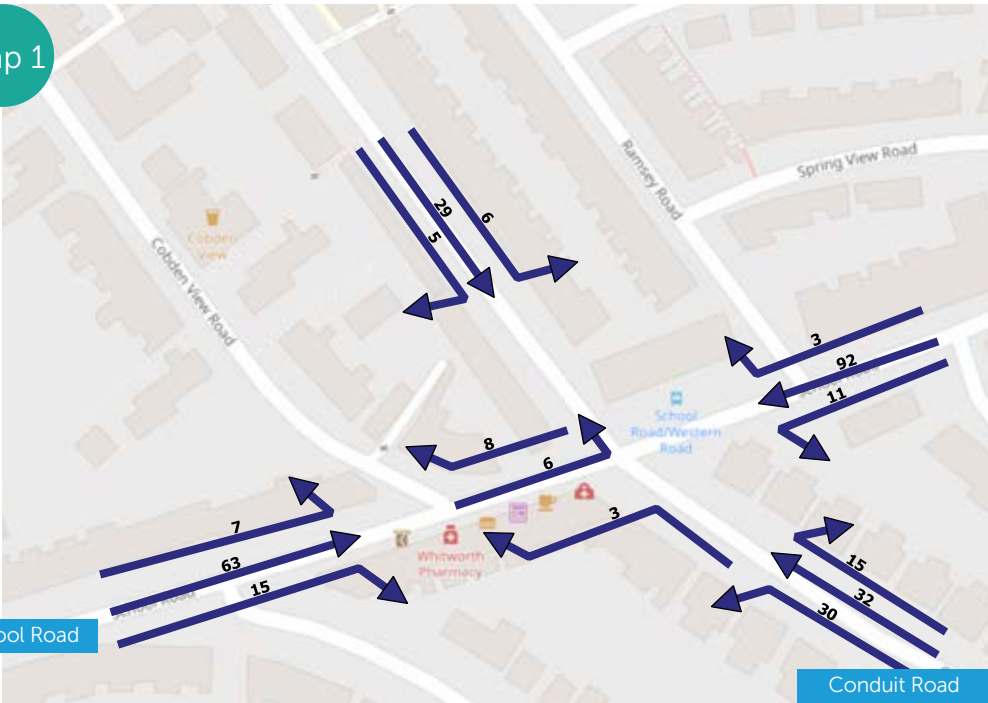 p 1
Ramsey Road
Spring View Road
29
6
5
Cobden
View
Cobden View Road
3
92
11
School
Road/Western
Road
8
6
7
63
15
3
Whitworth
Pharmacy
15
32
30
ool Road
Conduit Road